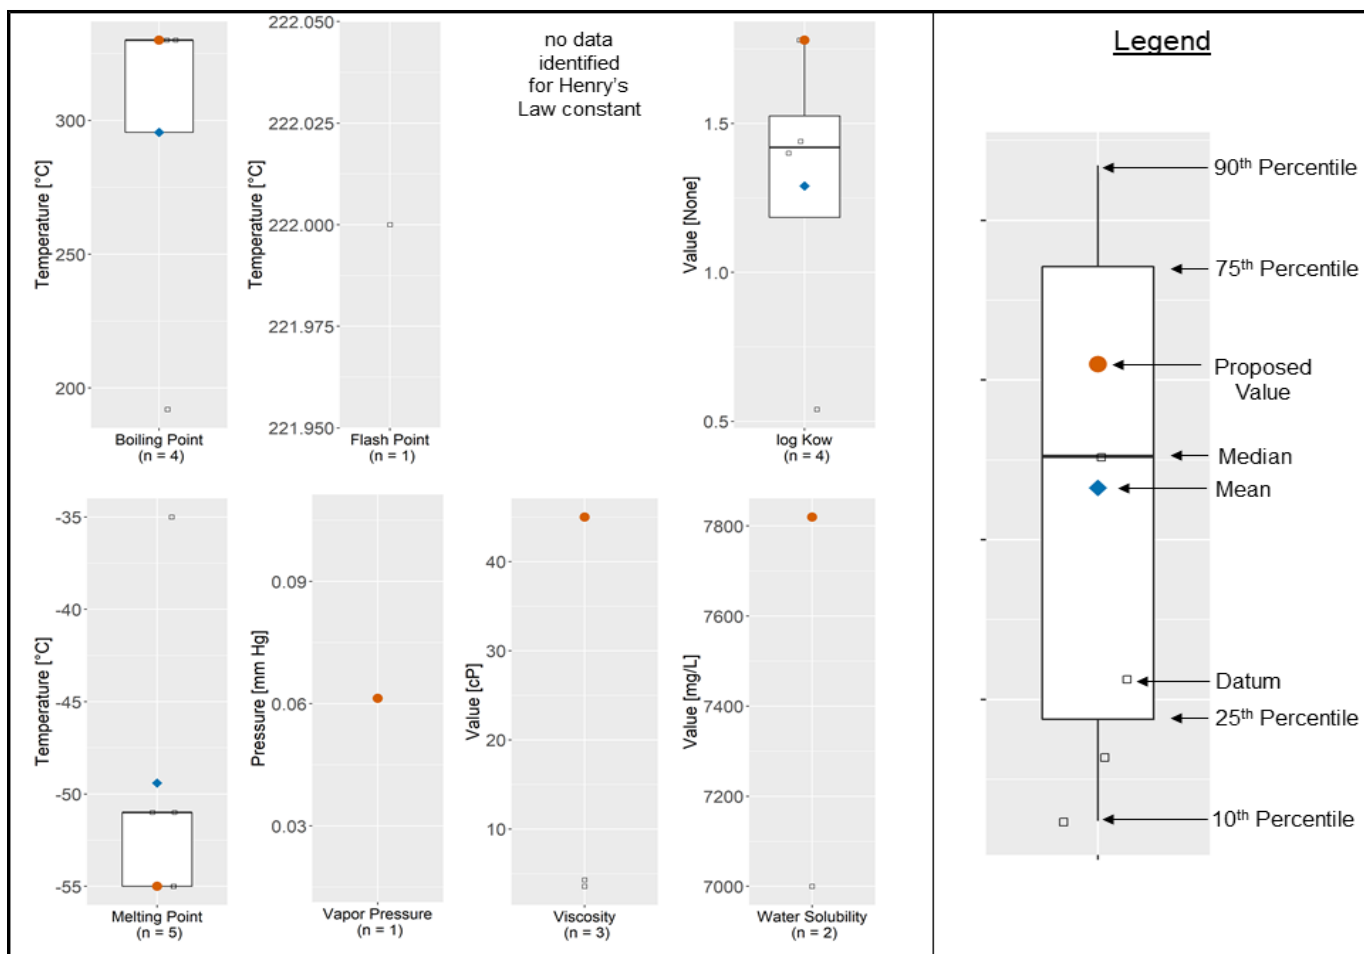 Temperature [°C]
300
250
200
Boiling Point
(n = 4)
Temperature [°C]
222.050
222.025
222.000
221.975
221.950
Flash Point
(n = 1)
no data
identified
for Henry's
Law constant
Value [None]
1.5
1.0
0.5
log Kow
(n = 4)
Temperature [°C]
-35
-40
-45
-50
-55
Melting Point
(n = 5)
Pressure [mm Hg]
0.09
0.06
0.03
Vapor Pressure
(n = 1)
Value [cP]
40
30
20
10
Viscosity
(n = 3)
Value [mg/L]
7800
7600
7400
7200
7000
Water Solubility
(n = 2)
Legend
90th Percentile
75th Percentile
Proposed
Value
Median
Mean
Datum
25th Percentile
10th Percentile